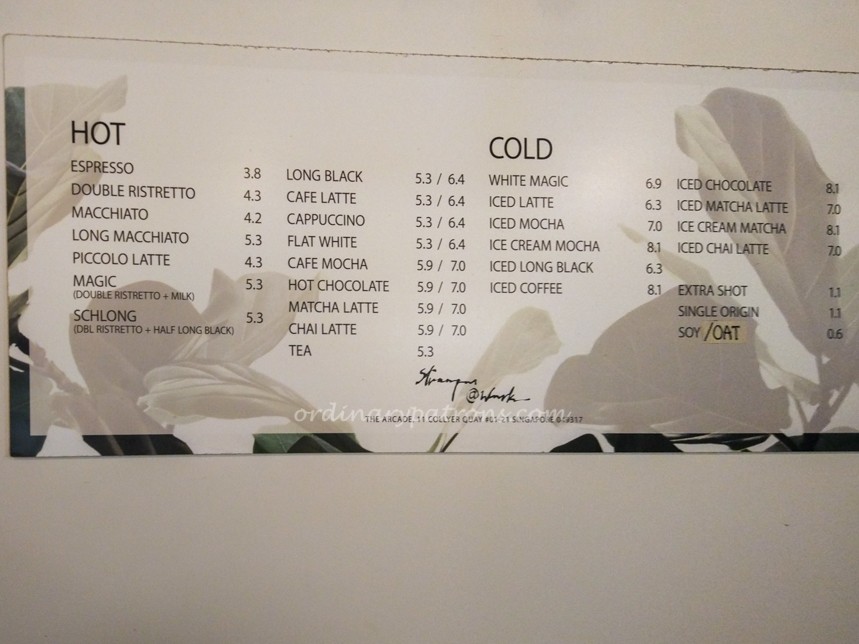 HOT
ESPRESSO 3.8
DOUBLE RISTRETTO 4.3
MACCHIATO 4.2
LONG MACCHIATO 5.3
PICCOLO LATTE 4.3
MAGIC 5.3
(DOUBLE RISTRETTO + MILK)
SCHLONG 5.3
(DBL RISTRETTO + HALF LONG BLACK)
LONG BLACK 5.3 / 6.4
CAFE LATTE 5.3 / 6.4
CAPPUCCINO 5.3 / 6.4
FLAT WHITE 5.3 / 6.4
CAFE MOCHA 5.9 / 7.0
HOT CHOCOLATE 5.9 / 7.0
MATCHA LATTE 5.9 / 7.0
CHAI LATTE 5.9 / 7.0
TEA 5.3
COLD
WHITE MAGIC 6.9
ICED LATTE 6.3
ICED MOCHA 7.0
ICE CREAM MOCHA 8.1
ICED LONG BLACK 6.3
ICED COFFEE 8.1
ICED CHOCOLATE 8.1
ICED MATCHA LATTE 7.0
ICE CREAM MATCHA 8.1
ICED CHAI LATTE 7.0
EXTRA SHOT 1.1
SINGLE ORIGIN 1.1
SOY /OAT 0.6
@Work
ordinarypatrons.com
THE ARCADE, 11 COLLYER QUAY #01-21 SINGAPORE